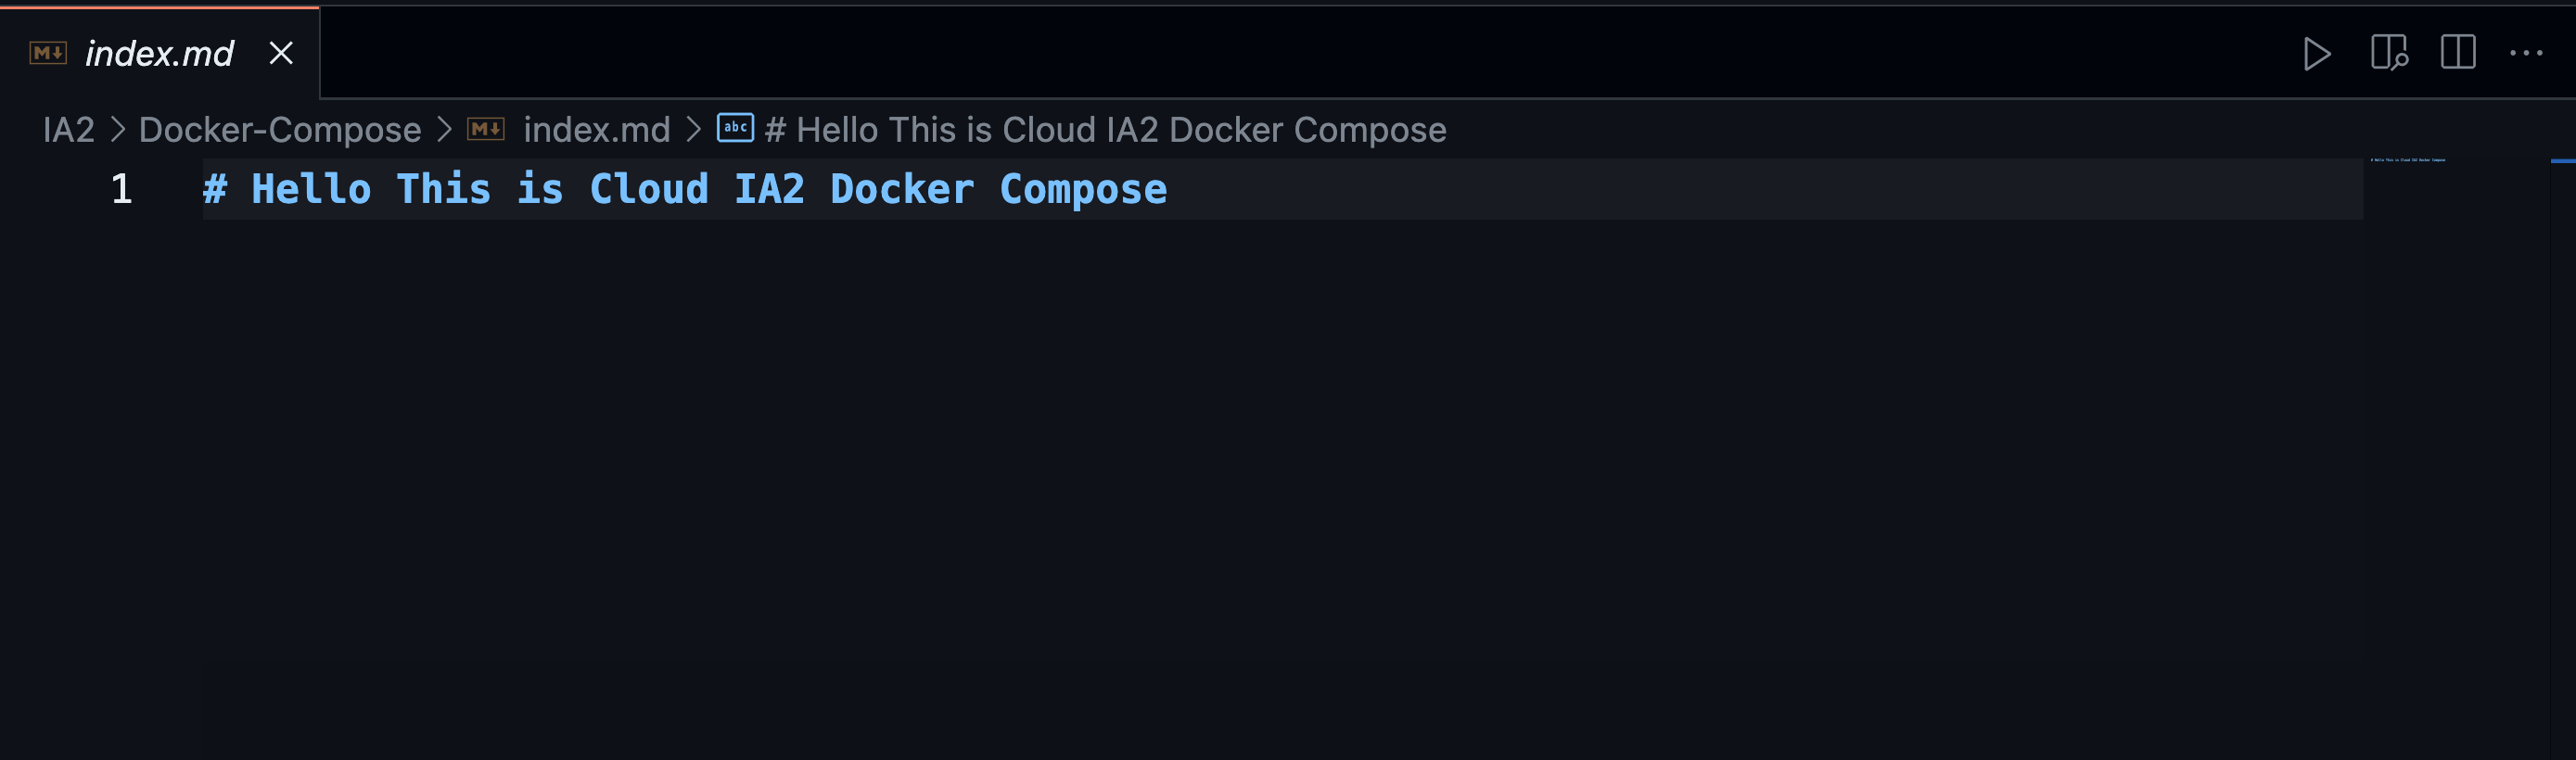 index.md
IA2 > Docker-Compose > index.md > # Hello This is Cloud IA2 Docker Compose
1 # Hello This is Cloud IA2 Docker Compose